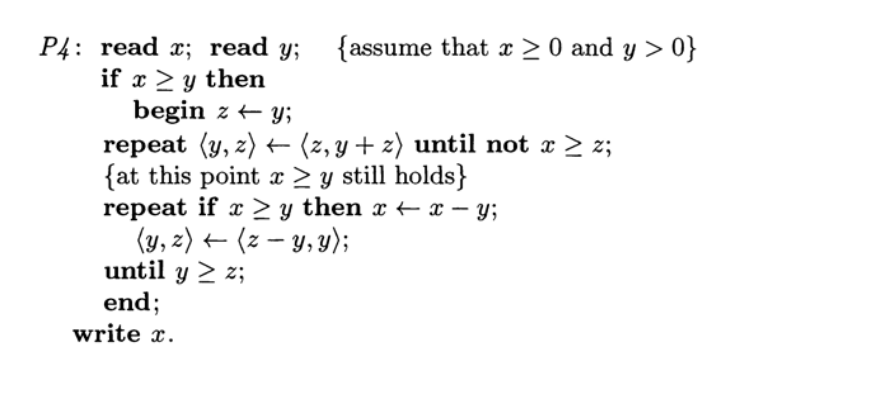 P4: read x; read y; {assume that x ≥ 0 and y > 0}
if x ≥ y then
begin z ← y;
repeat ⟨y, z⟩ ← ⟨z, y + z⟩ until not x ≥ z;
{at this point x ≥ y still holds}
repeat if x ≥ y then x ← x − y;
⟨y, z⟩ ← ⟨z − y, y⟩;
until y ≥ z;
end;
write x.